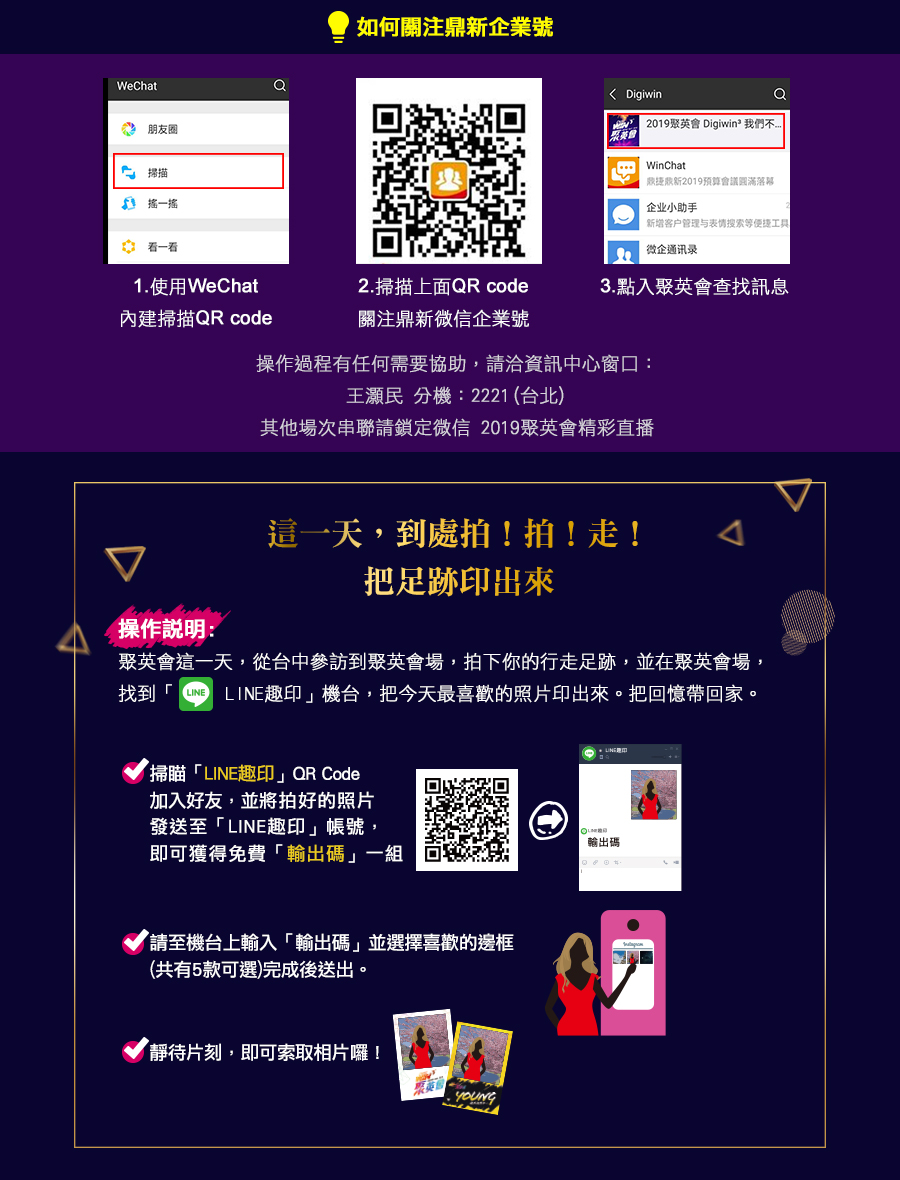 如何關注鼎新企業號
WeChat
朋友圈
掃描
搖一搖
看一看
Digiwin
2019聚英會 Digiwin³ 我們不...
WinChat
鼎捷鼎新2019預算會議圓滿落幕
企业小助手
新增客户管理与表情搜索等便捷工具
微企通讯录
1.使用WeChat
內建掃描QR code
2.掃描上面QR code
關注鼎新微信企業號
3.點入聚英會查找訊息
操作過程有任何需要協助，請洽資訊中心窗口：
王灝民 分機：2221(台北)
其他場次串聯請鎖定微信 2019聚英會精彩直播
這一天，到處拍！拍！走！
把足跡印出來
操作説明:
聚英會這一天，從台中參訪到聚英會場，拍下你的行走足跡，並在聚英會場，
找到「LINE LINE趣印」機台，把今天最喜歡的照片印出來。把回憶帶回家。
掃瞄「LINE趣印」QR Code
加入好友，並將拍好的照片
發送至「LINE趣印」帳號，
即可獲得免費「輸出碼」一組
LINE趣印
LINE趣印
輸出碼
請至機台上輸入「輸出碼」並選擇喜歡的邊框
(共有5款可選)完成後送出。
Instagram
靜待片刻，即可索取相片囉！
聚英會
YOUNG